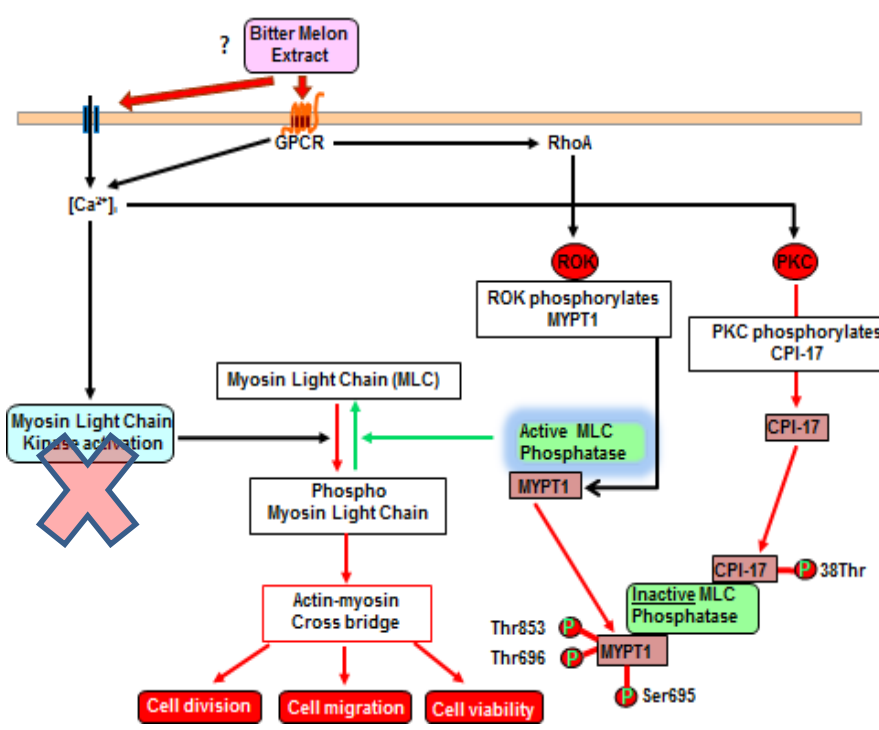 ?
Bitter Melon
Extract
GPCR
RhoA
[Ca²⁺]ᵢ
ROK
PKC
ROK phosphorylates
MYPT1
PKC phosphorylates
CPI-17
Myosin Light Chain (MLC)
Myosin Light Chain
Kinase activation
Active MLC
Phosphatase
CPI-17
MYPT1
Phospho
Myosin Light Chain
CPI-17
P
38Thr
Inactive MLC
Phosphatase
Actin-myosin
Cross bridge
Thr853
P
Thr696
P
MYPT1
P
Ser695
Cell division
Cell migration
Cell viability